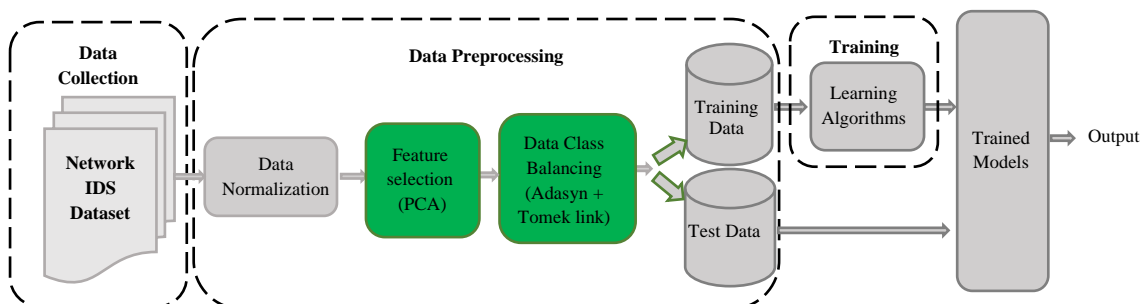 Data
Collection
Network
IDS
Dataset
Data Preprocessing
Data
Normalization
Feature
selection
(PCA)
Data Class
Balancing
(Adasyn +
Tomek link)
Training
Data
Test Data
Training
Learning
Algorithms
Trained
Models
Output